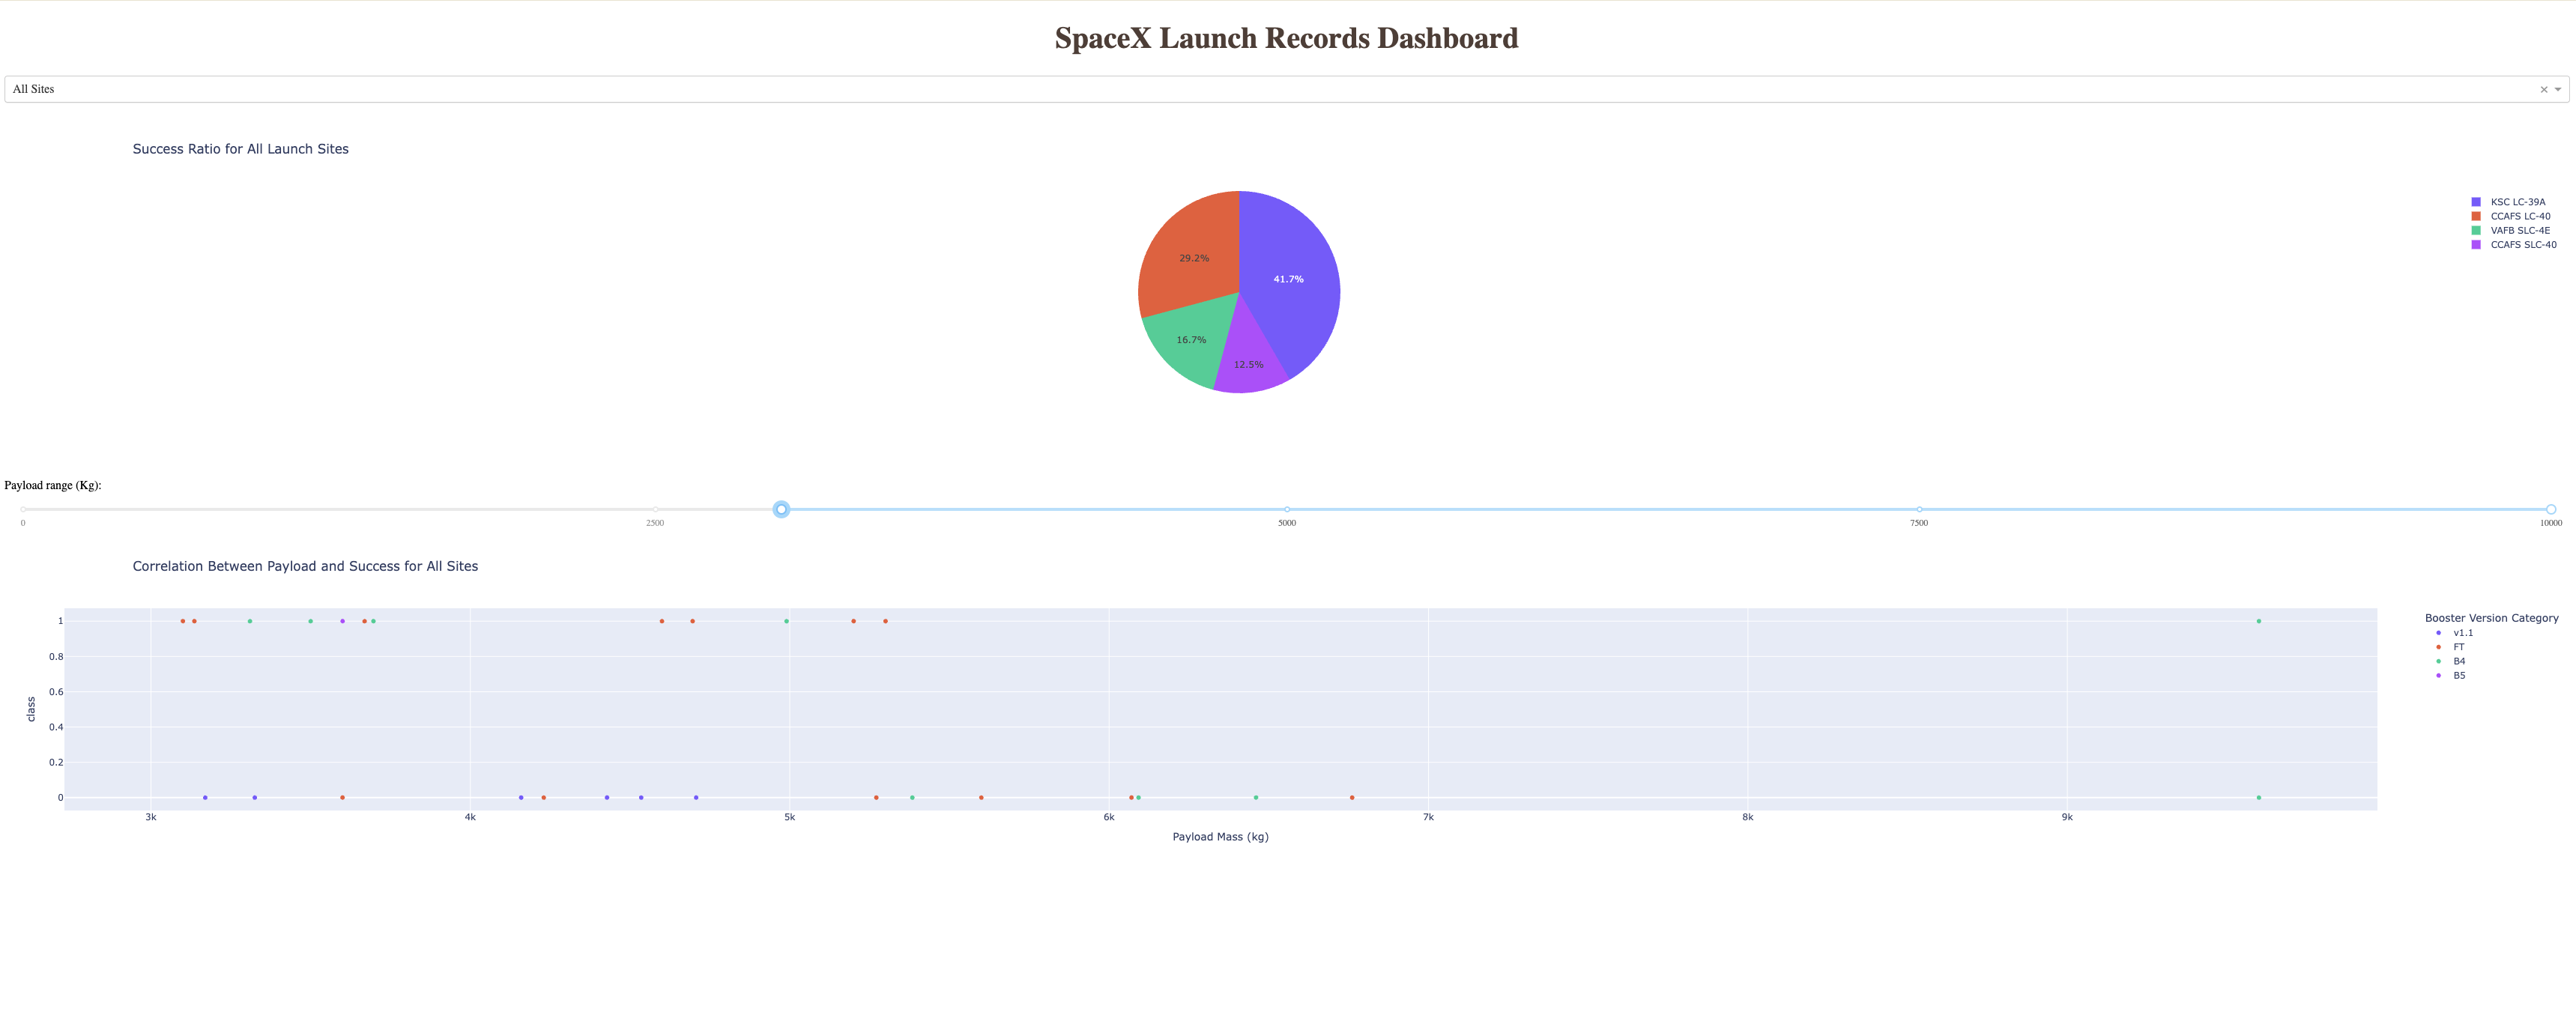 SpaceX Launch Records Dashboard
All Sites
Success Ratio for All Launch Sites
KSC LC-39A
CCAFS LC-40
VAFB SLC-4E
CCAFS SLC-40
29.2%
41.7%
16.7%
12.5%
Payload range (Kg):
0 2500 5000 7500 10000
Correlation Between Payload and Success for All Sites
Booster Version Category
v1.1
FT
B4
B5
1
0.8
0.6
0.4
0.2
0
class
3k 4k 5k 6k 7k 8k 9k
Payload Mass (kg)